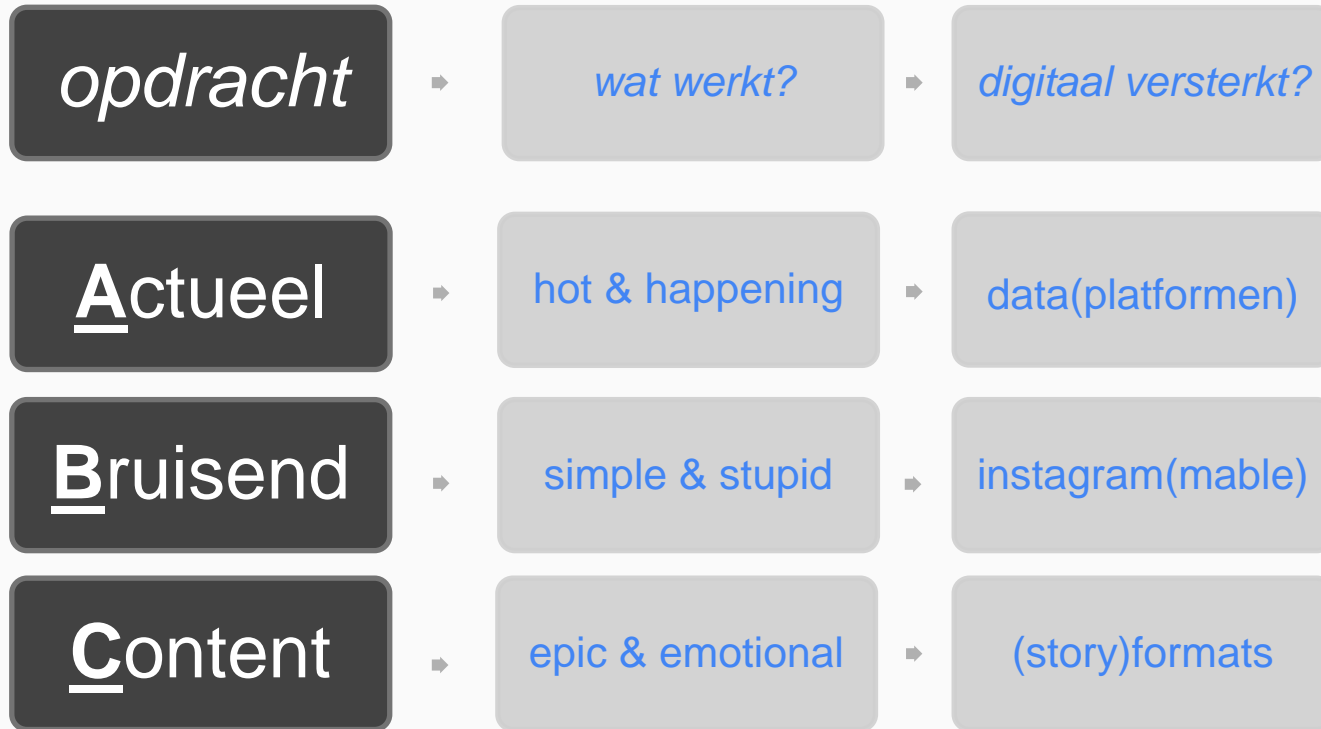 opdracht
wat werkt?
digitaal versterkt?
Actueel
hot & happening
data(platformen)
Bruisend
simple & stupid
instagram(mable)
Content
epic & emotional
(story)formats